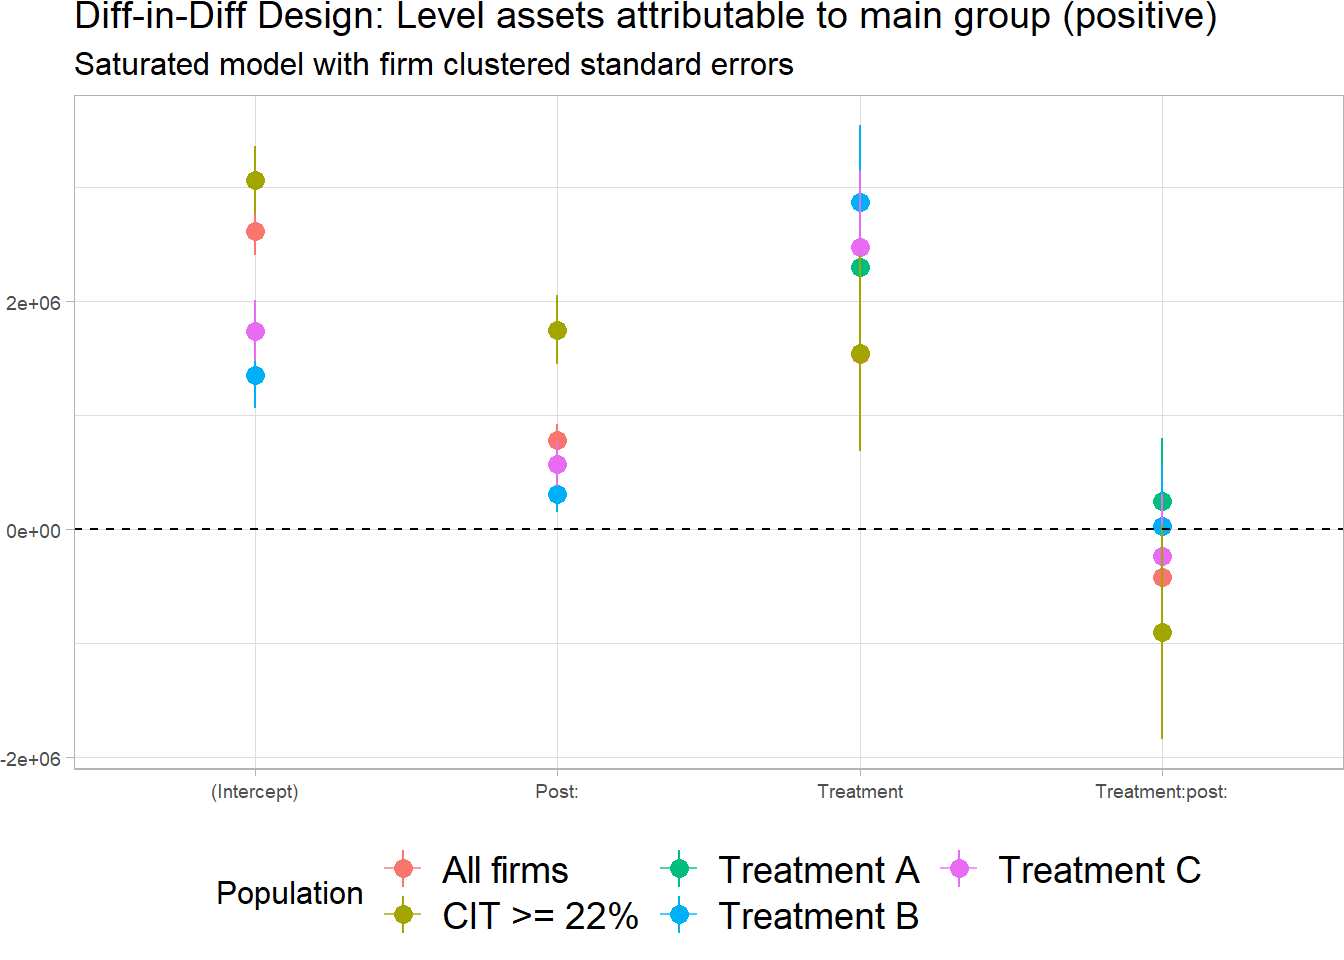 Diff-in-Diff Design: Level assets attributable to main group (positive)
Saturated model with firm clustered standard errors
2e+06
0e+00
-2e+06
(Intercept) Post: Treatment Treatment:post:
Population
All firms Treatment A Treatment C
CIT >= 22% Treatment B